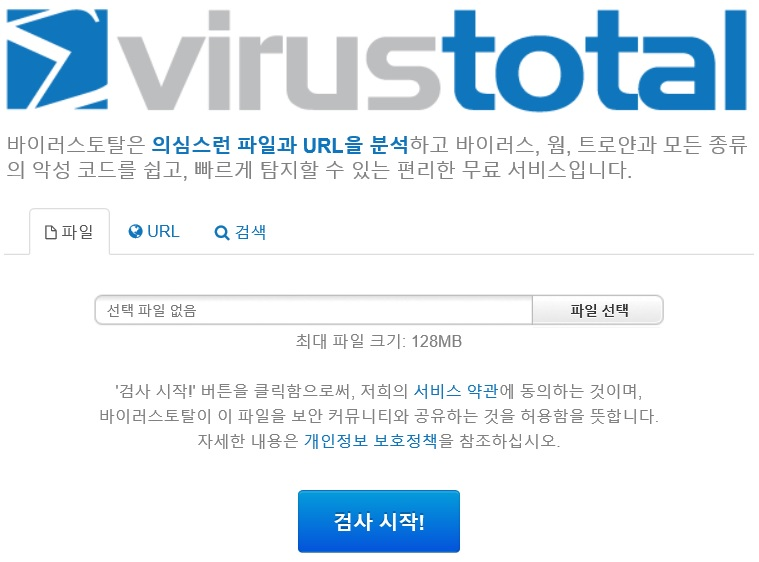 virustotal
바이러스토탈은 의심스런 파일과 URL을 분석하고 바이러스, 웜, 트로얀과 모든 종류
의 악성 코드를 쉽고, 빠르게 탐지할 수 있는 편리한 무료 서비스입니다.
파일 URL 검색
선택 파일 없음 파일 선택
최대 파일 크기: 128MB
'검사 시작!' 버튼을 클릭함으로써, 저희의 서비스 약관에 동의하는 것이며,
바이러스토탈이 이 파일을 보안 커뮤니티와 공유하는 것을 허용함을 뜻합니다.
자세한 내용은 개인정보 보호정책을 참조하십시오.
검사 시작!